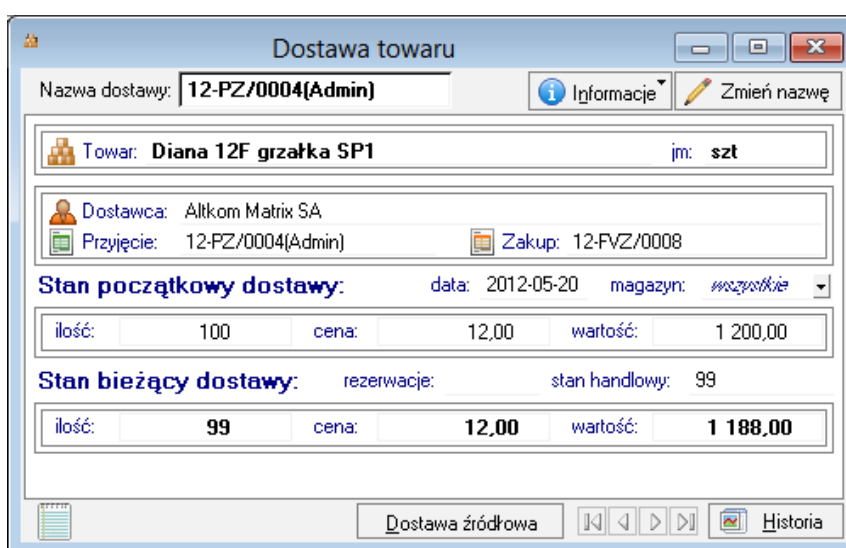 Dostawa towaru
Nazwa dostawy: 12-PZ/0004(Admin) Informacje Zmień nazwę
Towar: Diana 12F grzałka SP1 jm: szt
Dostawca: Altkom Matrix SA
Przyjęcie: 12-PZ/0004(Admin) Zakup: 12-FVZ/0008
Stan początkowy dostawy: data: 2012-05-20 magazyn: wszystkie
ilość: 100 cena: 12,00 wartość: 1 200,00
Stan bieżący dostawy: rezerwacje: stan handlowy: 99
ilość: 99 cena: 12,00 wartość: 1 188,00
Dostawa źródłowa Historia